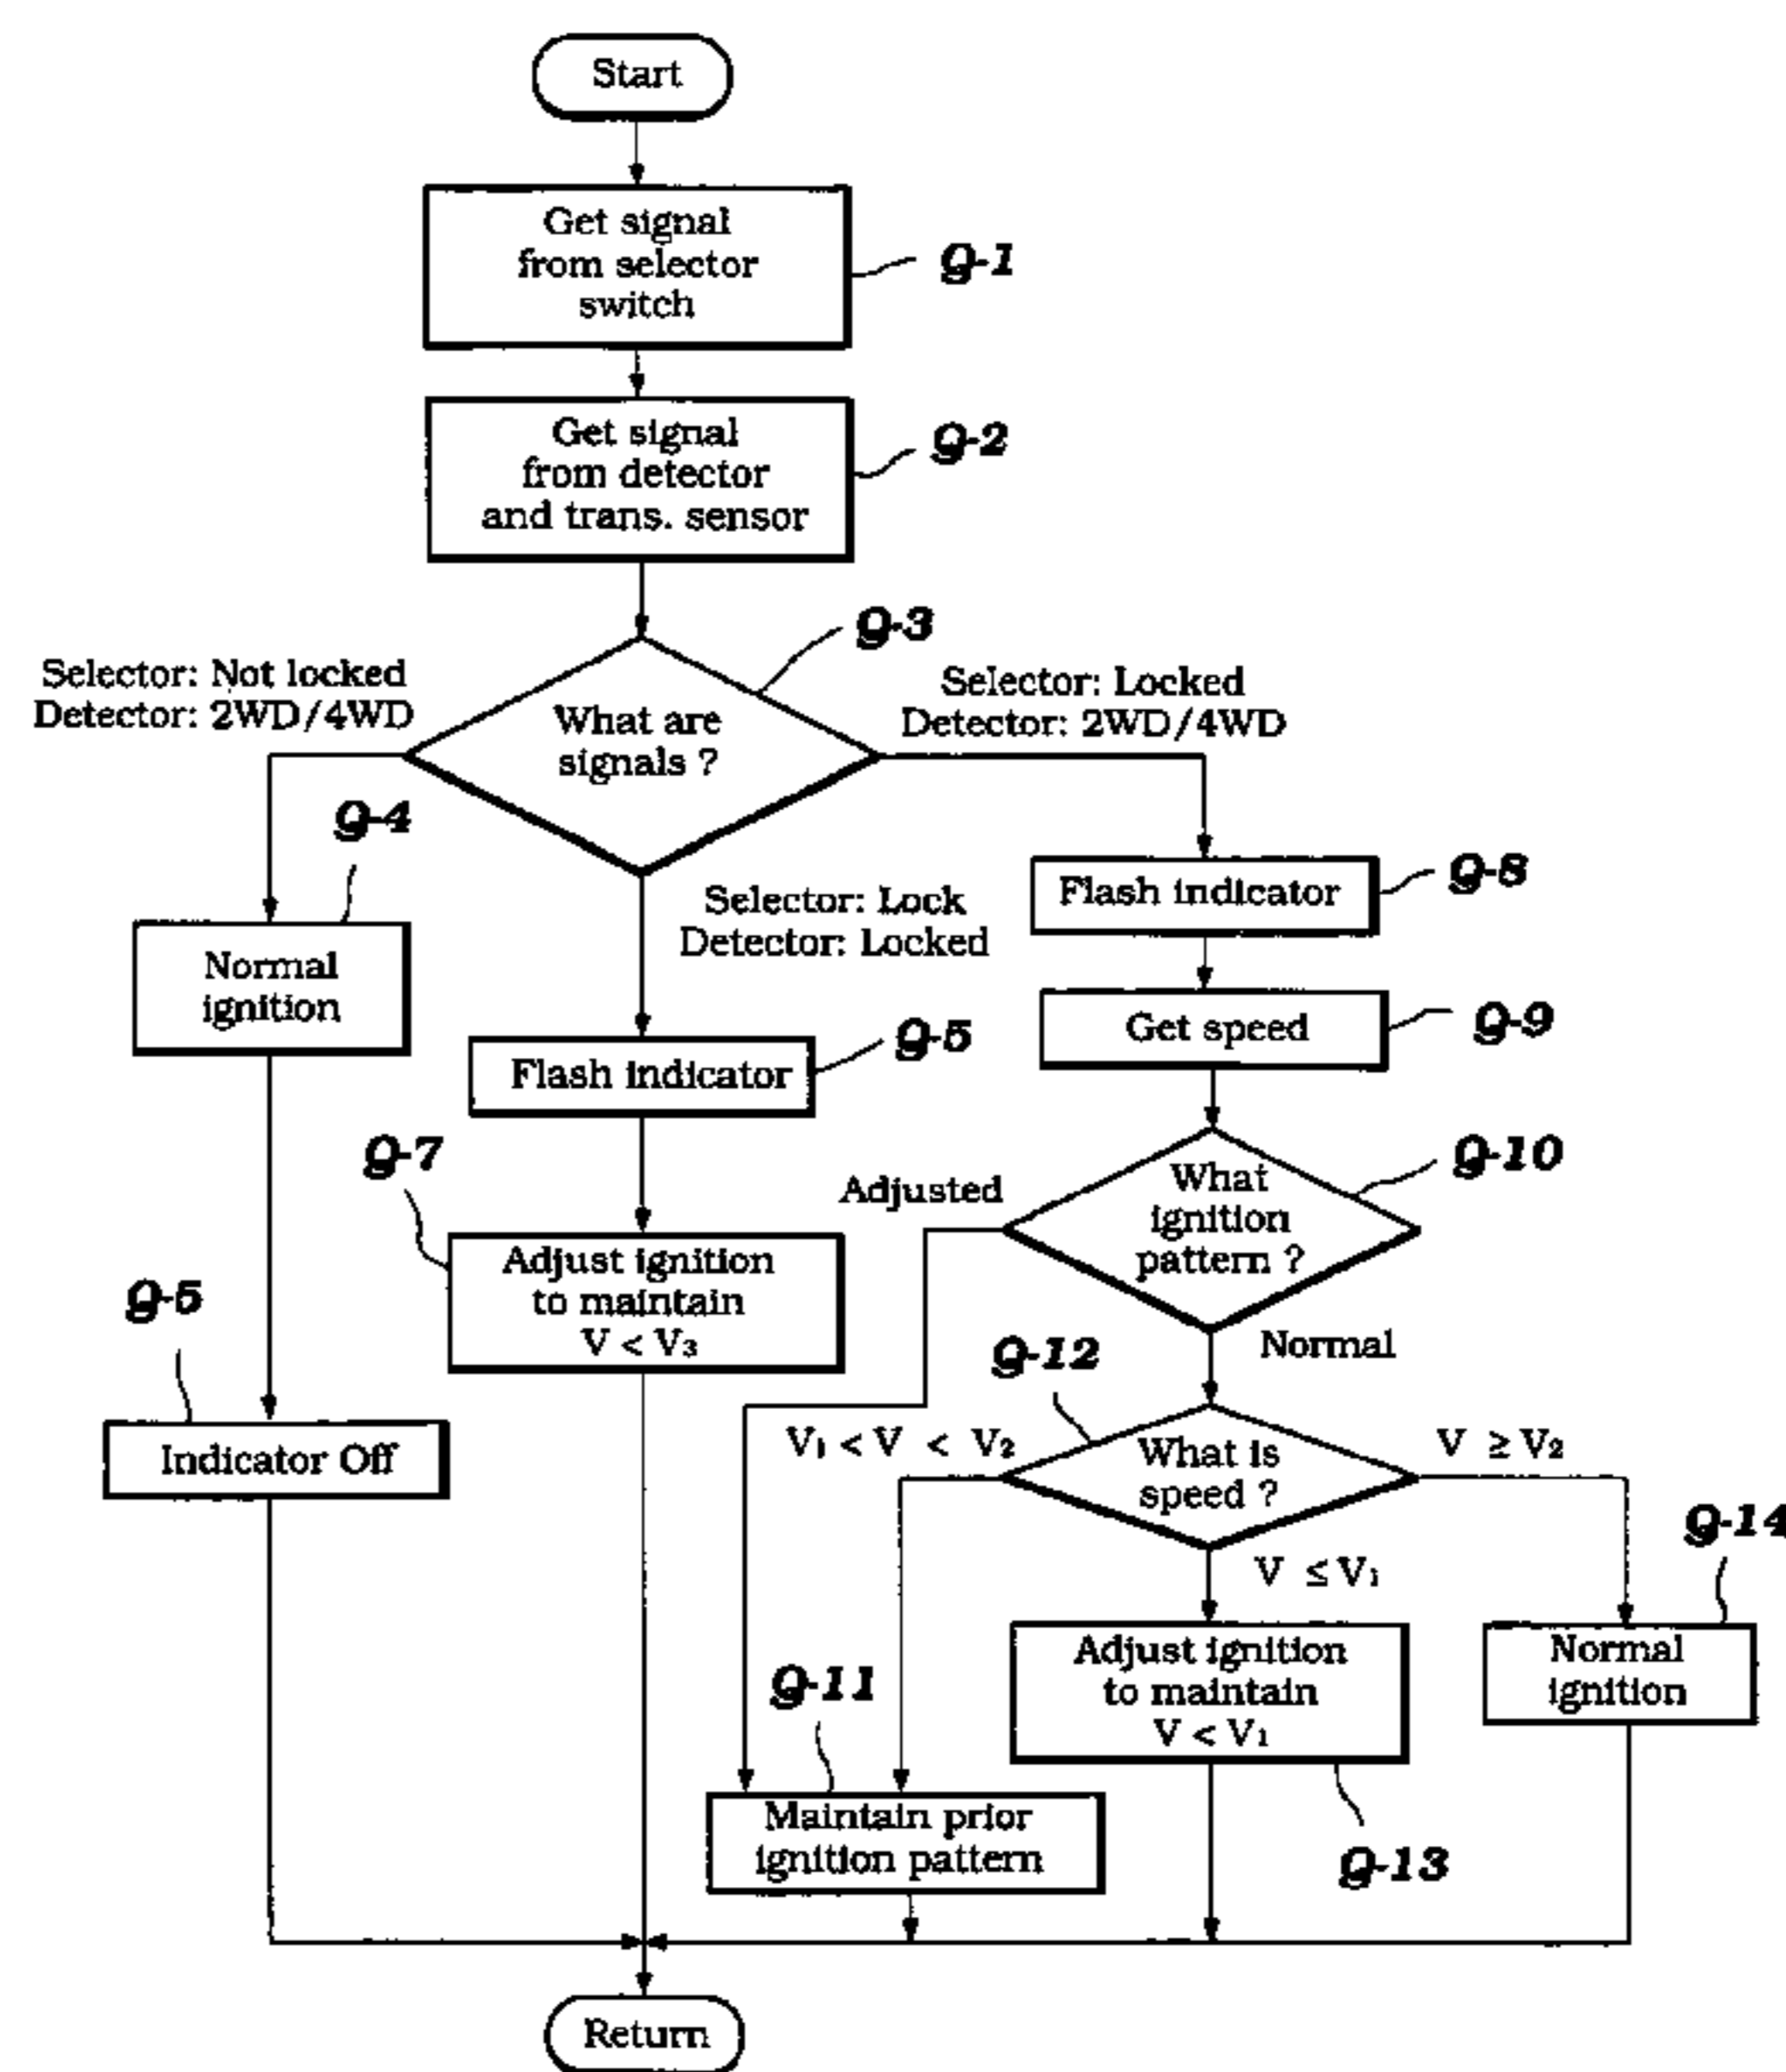 Start
Get signal
from selector
switch
Q-1
Get signal
from detector
and trans. sensor
Q-2
Q-3
What are
signals ?
Selector: Not locked
Detector: 2WD/4WD
Selector: Locked
Detector: 2WD/4WD
Q-4
Normal
ignition
Selector: Lock
Detector: Locked
Q-8
Flash indicator
Q-9
Get speed
Q-5
Flash indicator
Q-7
Adjust ignition
to maintain
V < V₃
Q-5
Indicator Off
Q-10
What
ignition
pattern ?
Adjusted
Normal
Q-12
What is
speed ?
V₁ < V < V₂
V ≥ V₂
V ≤ V₁
Q-14
Normal
ignition
Adjust ignition
to maintain
V < V₁
Q-13
Q-11
Maintain prior
ignition pattern
Return